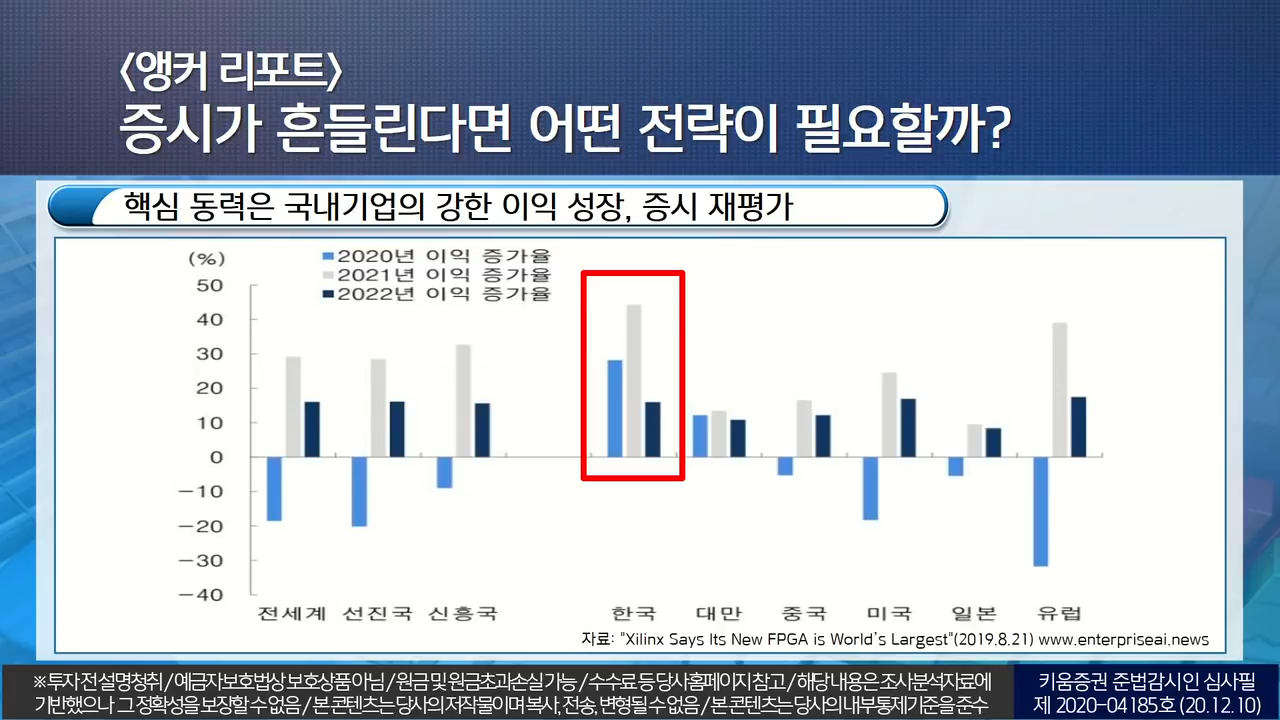 <앵커 리포트>
증시가 흔들린다면 어떤 전략이 필요할까?
핵심 동력은 국내기업의 강한 이익 성장, 증시 재평가
(%)
2020년 이익 증가율
2021년 이익 증가율
2022년 이익 증가율
50
40
30
20
10
0
-10
-20
-30
-40
전세계 선진국 신흥국 한국 대만 중국 미국 일본 유럽
자료: "Xilinx Says Its New FPGA is World's Largest"(2019.8.21) www.enterpriseai.news
※투자 전 설명청취 / 예금자보호법상 보호상품 아님 / 원금 및 원금초과손실 가능 / 수수료 등 당사홈페이지 참고 / 해당 내용은 조사분석자료에
기반했으나 그 정확성을 보장할 수 없음 / 본 콘텐츠는 당사의 저작물이며 복사, 전송, 변형될 수 없음 / 본 콘텐츠는 당사의 내부통제기준을 준수
키움증권 준법감시인 심사필
제 2020-04185호 (20.12.10)